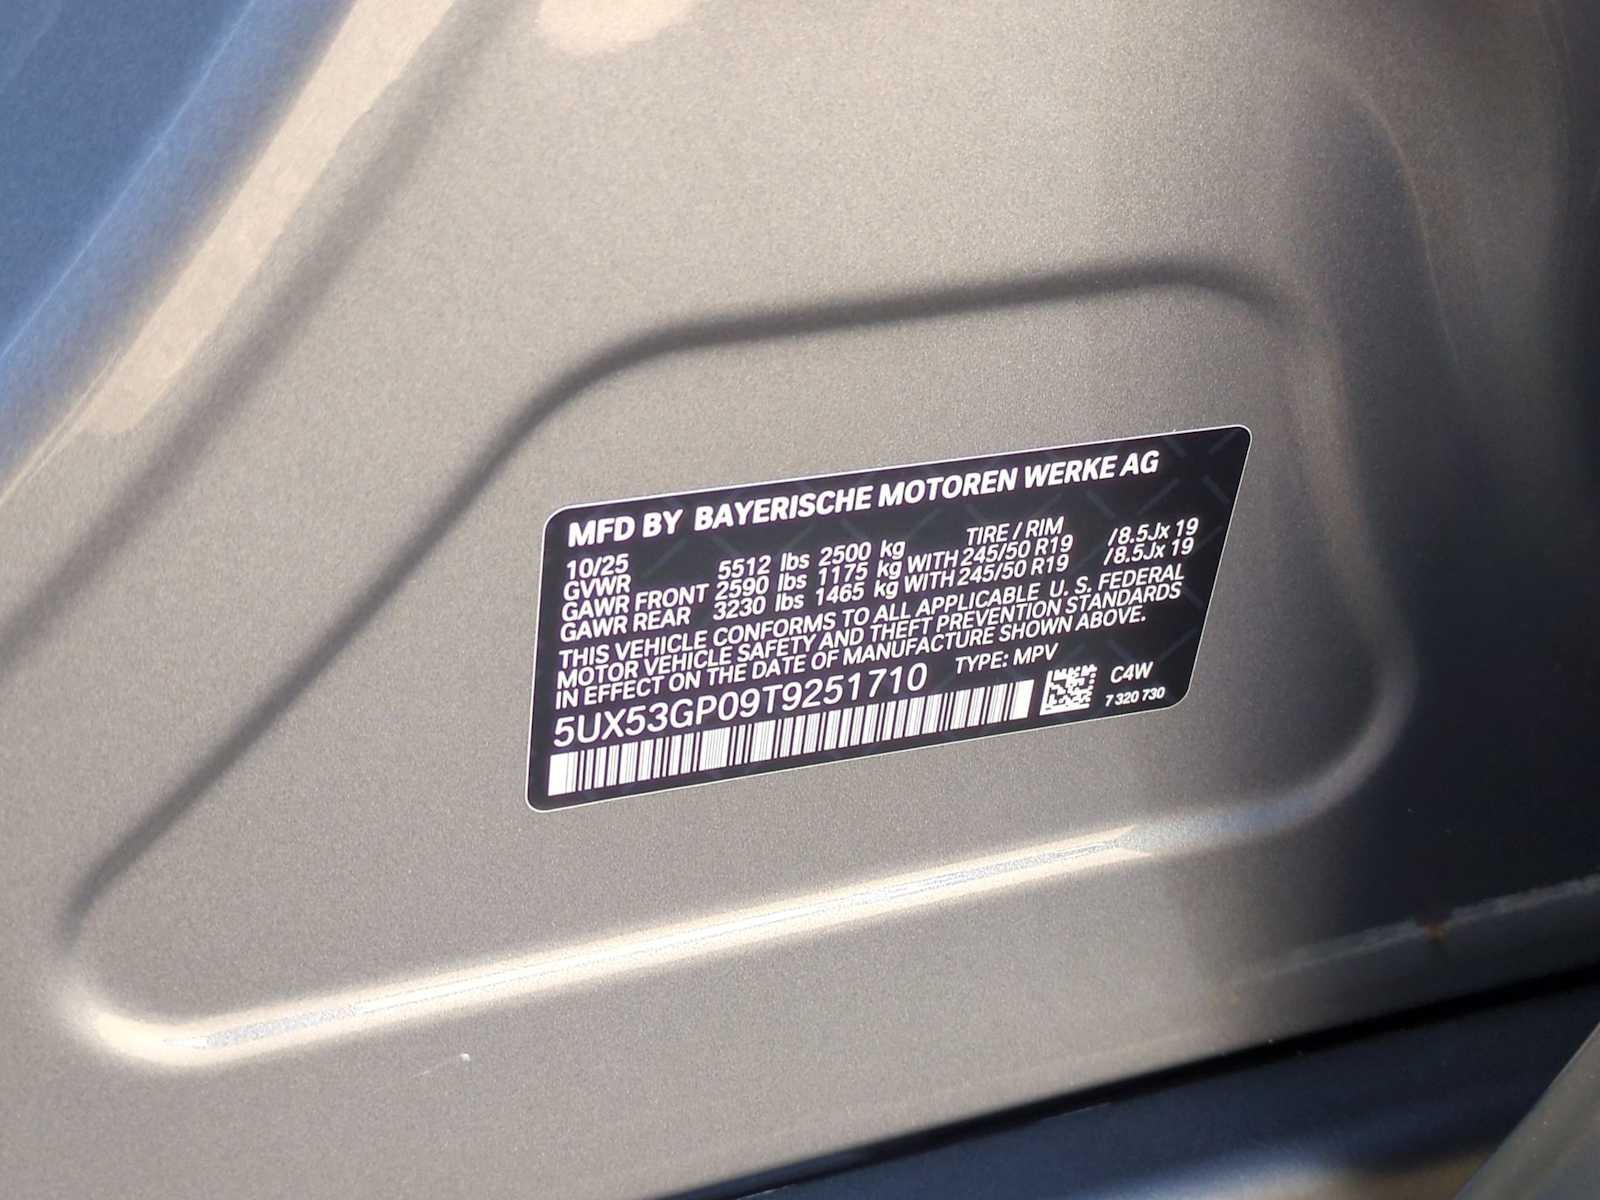 MFD BY BAYERISCHE MOTOREN WERKE AG
10/25 TIRE / RIM
GVWR 5512 lbs 2500 kg
GAWR FRONT 2590 lbs 1175 kg WITH 245/50 R19 /8.5Jx 19
GAWR REAR 3230 lbs 1465 kg WITH 245/50 R19 /8.5Jx 19
THIS VEHICLE CONFORMS TO ALL APPLICABLE U. S. FEDERAL
MOTOR VEHICLE SAFETY AND THEFT PREVENTION STANDARDS
IN EFFECT ON THE DATE OF MANUFACTURE SHOWN ABOVE.
5UX53GP09T9251710 TYPE: MPV
C4W
7 320 730